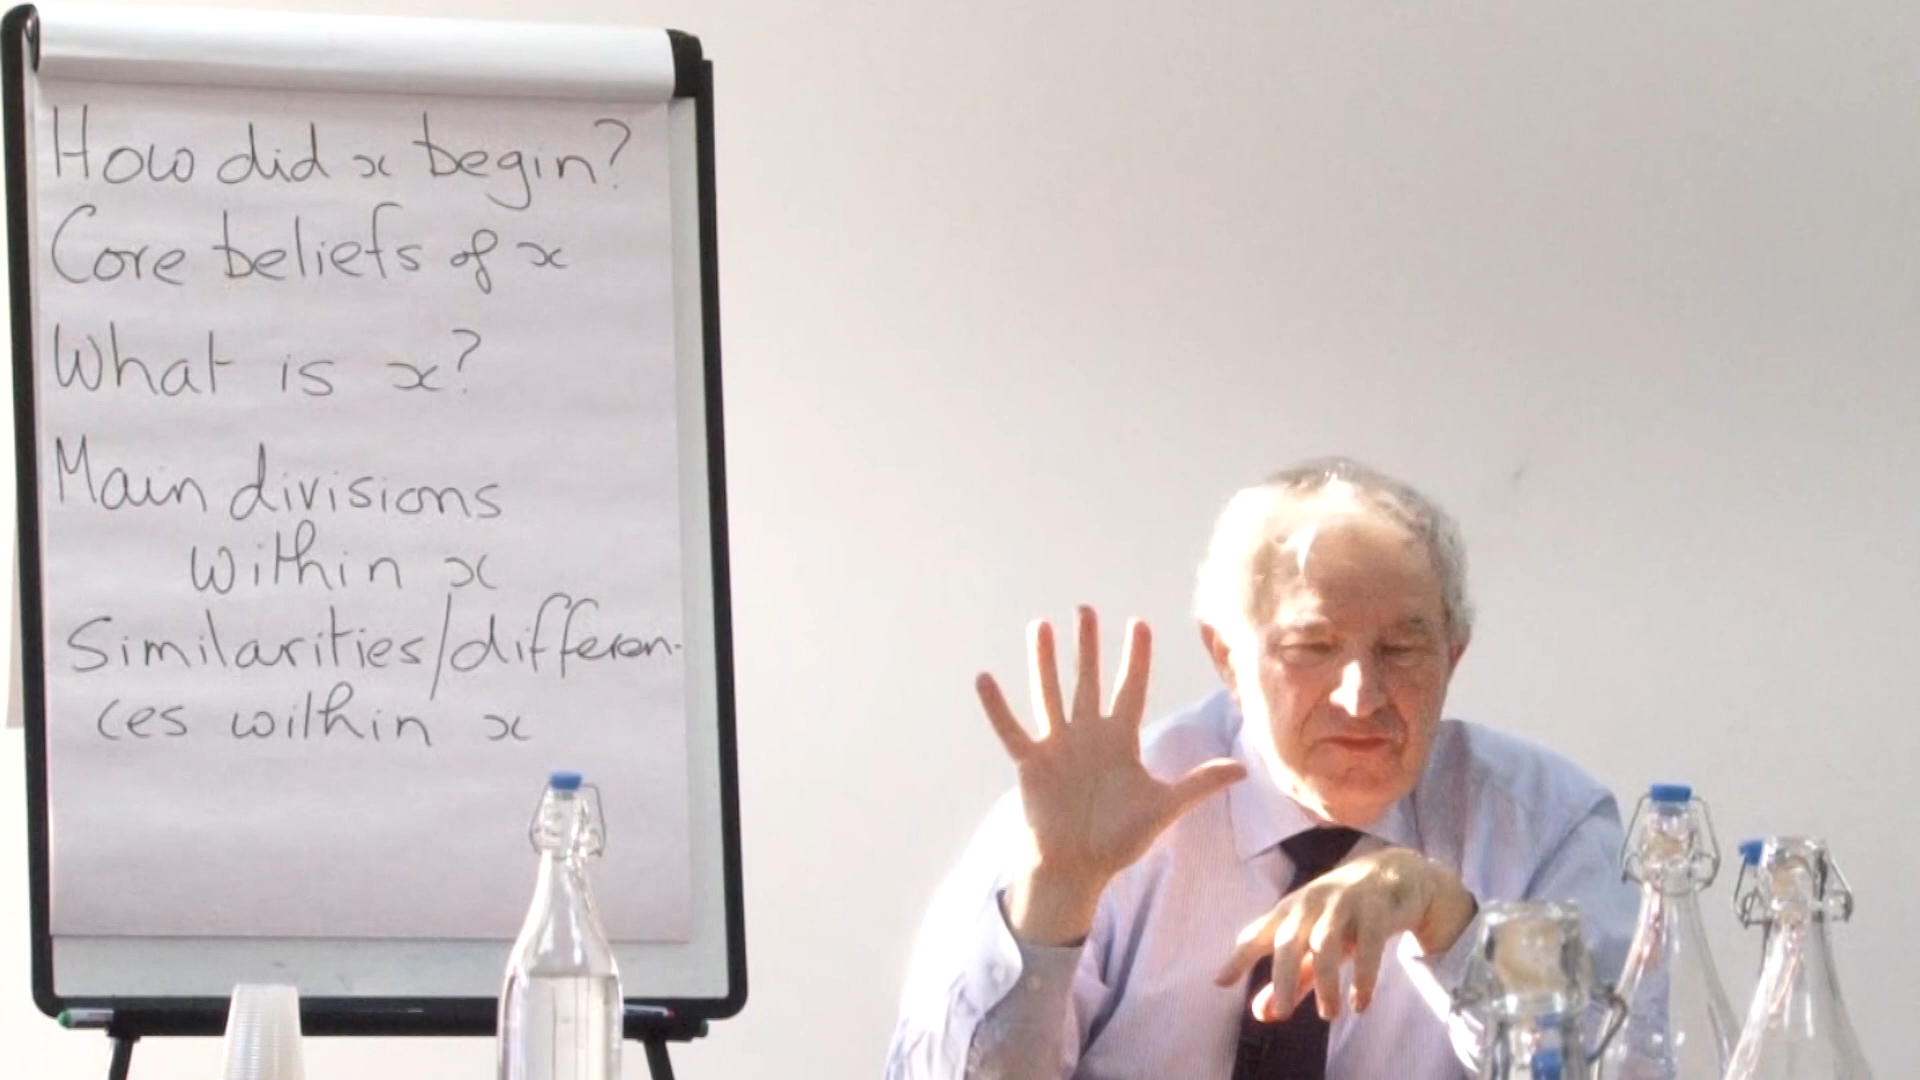 How did x begin?
Core beliefs of x
What is x?
Main divisions
within x
Similarities/differen-
ces within x